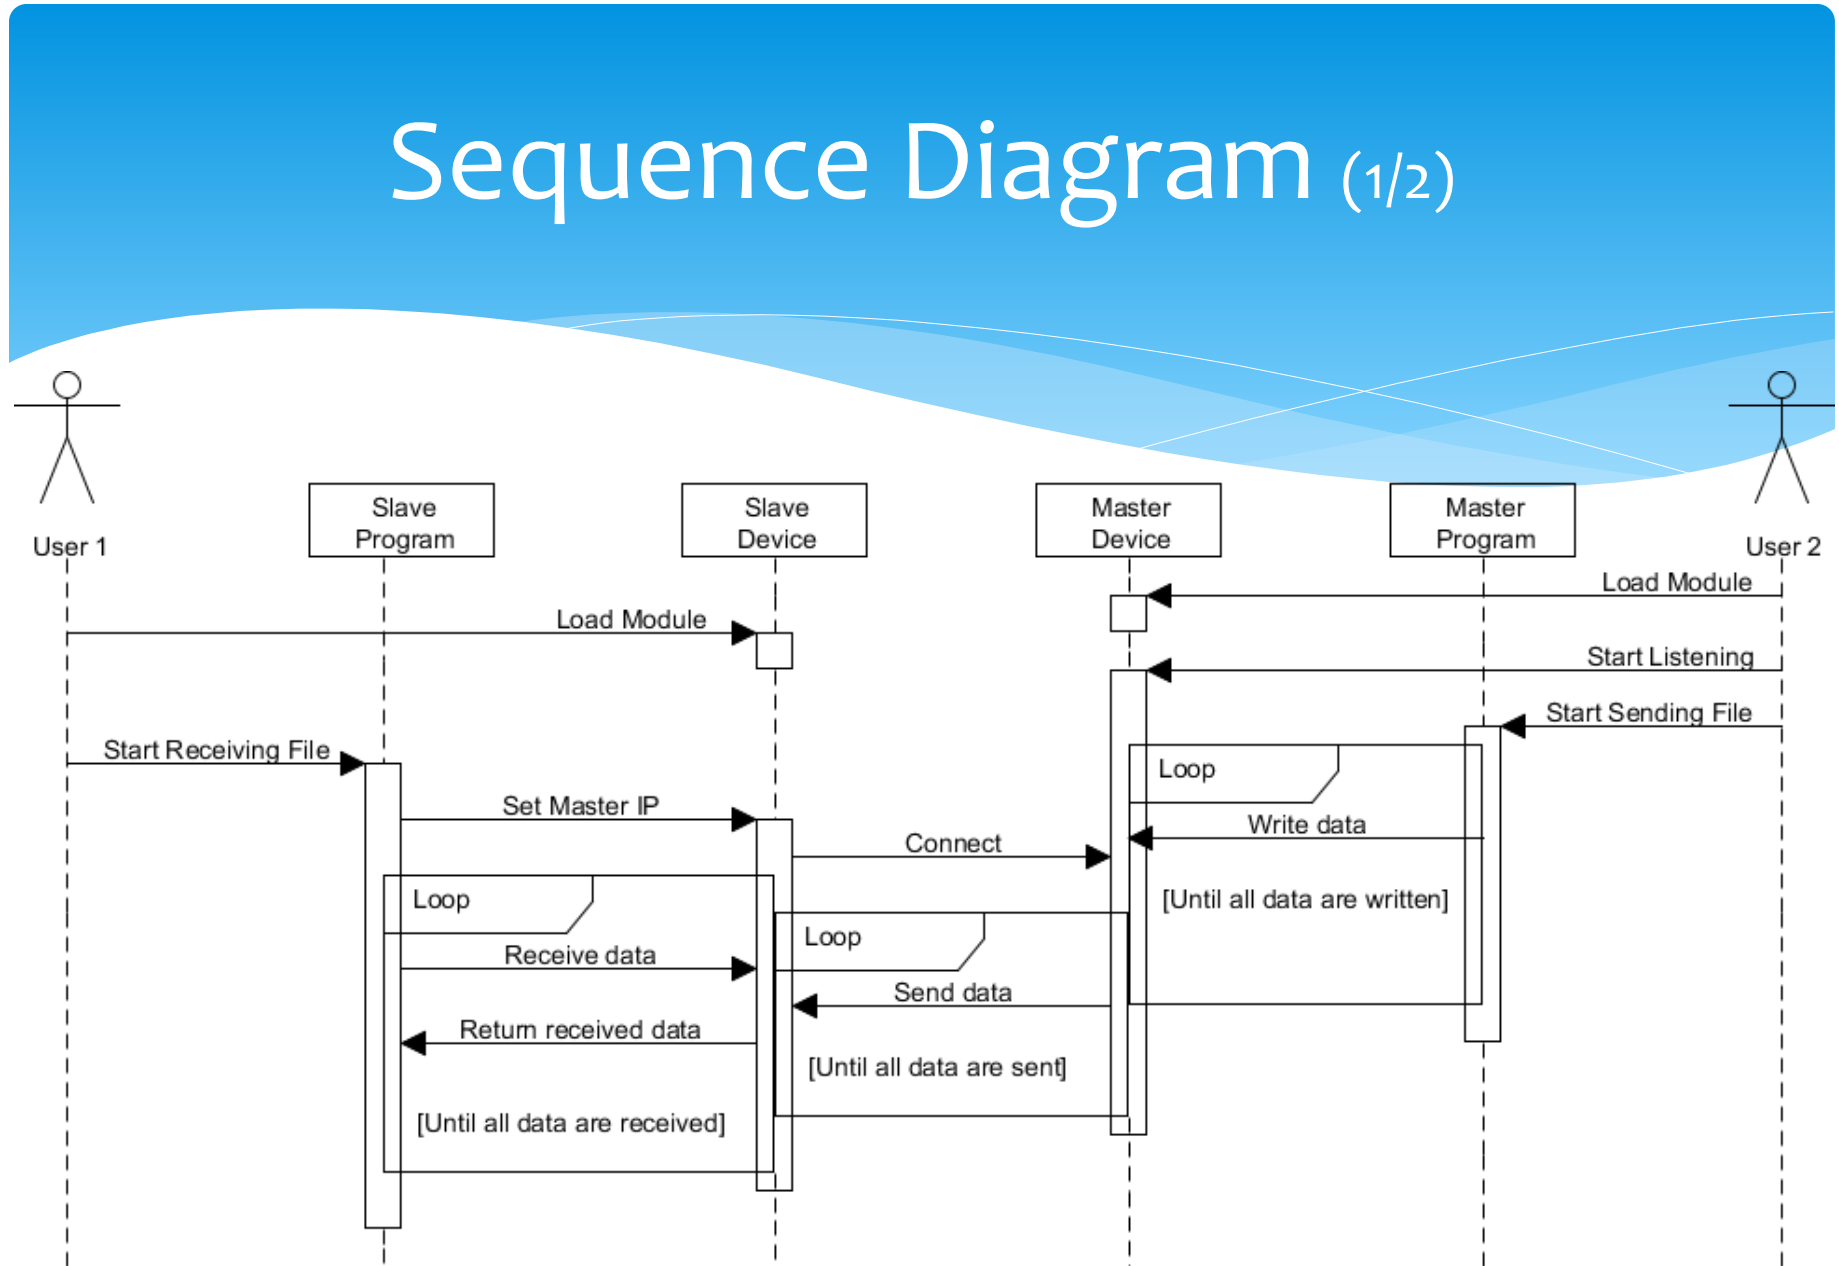 Sequence Diagram (1/2)
User 1
Slave
Program
Slave
Device
Master
Device
Master
Program
User 2
Load Module
Load Module
Start Listening
Start Sending File
Start Receiving File
Loop
Set Master IP
Write data
Connect
Loop
[Until all data are written]
Loop
Receive data
Send data
Return received data
[Until all data are sent]
[Until all data are received]